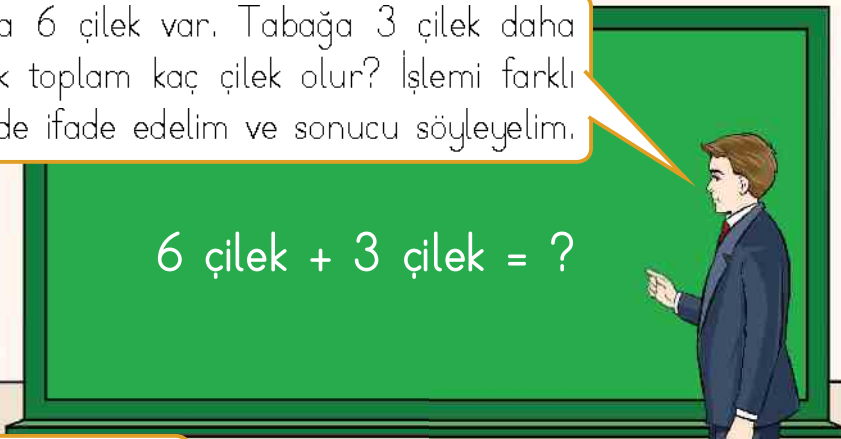 a 6 çilek var. Tabağa 3 çilek daha
k toplam kaç çilek olur? İşlemi farklı
de ifade edelim ve sonucu söyleyelim.
6 çilek + 3 çilek = ?